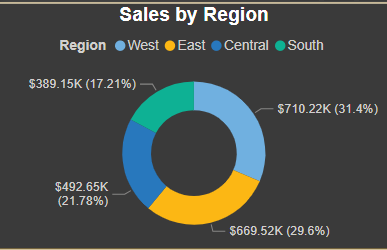 Sales by Region
Region West East Central South
$389.15K (17.21%)
$710.22K (31.4%)
$492.65K
(21.78%)
$669.52K (29.6%)